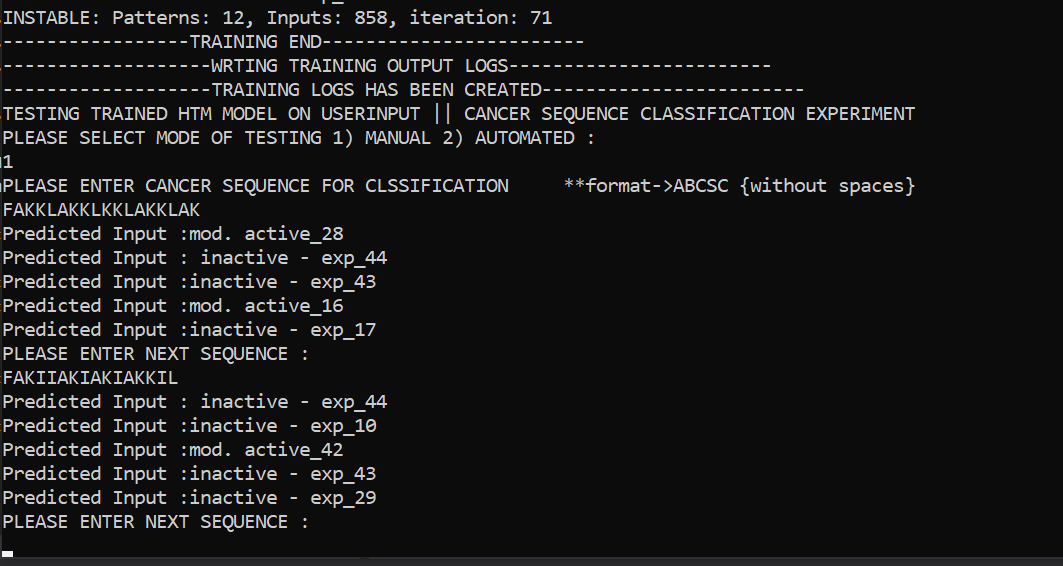 INSTABLE: Patterns: 12, Inputs: 858, iteration: 71
-----------------TRAINING END------------------------
-------------------WRTING TRAINING OUTPUT LOGS------------------------
-------------------TRAINING LOGS HAS BEEN CREATED------------------------
TESTING TRAINED HTM MODEL ON USERINPUT || CANCER SEQUENCE CLASSIFICATION EXPERIMENT
PLEASE SELECT MODE OF TESTING 1) MANUAL 2) AUTOMATED :
1
PLEASE ENTER CANCER SEQUENCE FOR CLSSIFICATION     **format->ABCSC {without spaces}
FAKKLAKKLKKLAKKLAK
Predicted Input :mod. active_28
Predicted Input : inactive - exp_44
Predicted Input :inactive - exp_43
Predicted Input :mod. active_16
Predicted Input :inactive - exp_17
PLEASE ENTER NEXT SEQUENCE :
FAKIIAKIAKIAKKIL
Predicted Input : inactive - exp_44
Predicted Input :inactive - exp_10
Predicted Input :mod. active_42
Predicted Input :inactive - exp_43
Predicted Input :inactive - exp_29
PLEASE ENTER NEXT SEQUENCE :